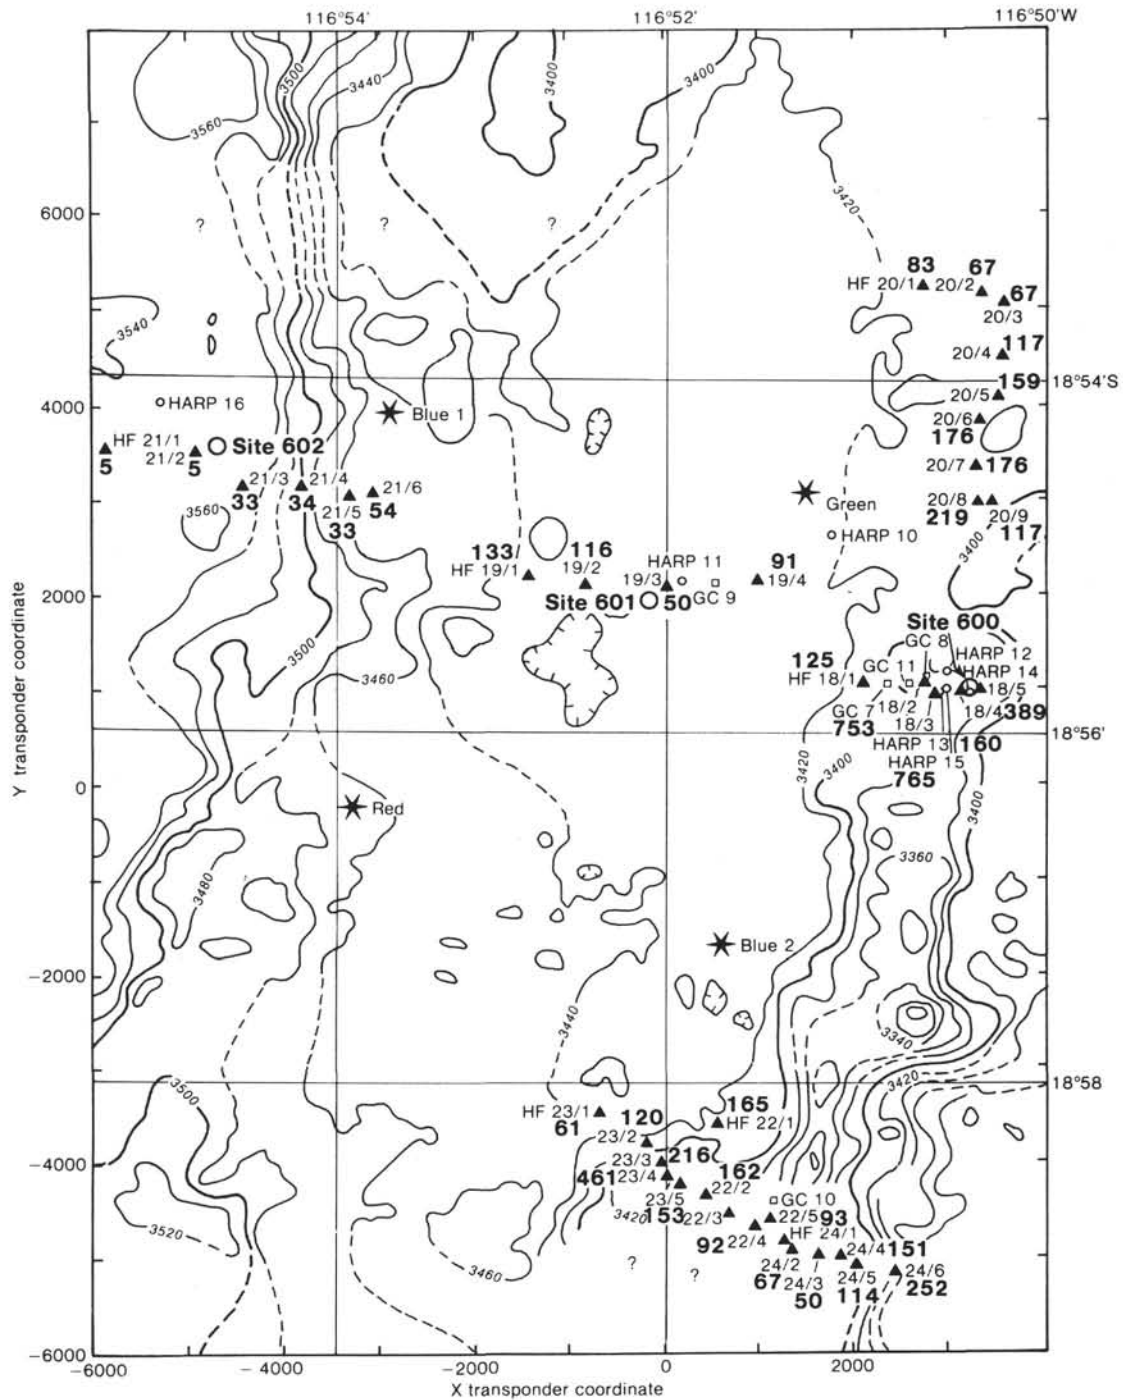 116°54' 116°52' 116°50'W
3500
3440
3400
3400
3560
6000
3420
? ? ?
83 67
HF 20/1 20/2 67
20/3
3540
20/4 117
18°54'S
159
20/5
4000
HARP 16
Blue 1
20/6
176
HF 21/1
21/2
Site 602
5 5
20/7 176
21/3 21/4 21/6
33 34 54
21/5
33
Green
20/8
219 20/9
117
3560
3400
HARP 10
133 116
HF 19/1 19/2
HARP 11
91
19/3 19/4
GC 9
2000
Site 601 50
Site 600
GC 8
3500
3460
125
HF 18/1
GC 11
HARP 12
HARP 14
18/5
GC 7 18/2
18/4 389
753 18/3
18°56'
HARP 13 160
HARP 15
765
3420
3400
3400
0
Red
3360
3480
Blue 2
-2000
3440
3340
3420
18°58'
3500
HF 23/1
61
120
165
HF 22/1
23/2
216
23/3
162
-4000
461 23/4
22/2
23/5
GC 10
3420 153 22/3
22/5 93
3520
92 22/4
HF 24/1
24/4 151
24/2
67 24/3
50
24/5
114
24/6
252
3460
? ?
-6000
-6000 -4000 -2000 0 2000
X transponder coordinate
Y transponder coordinate